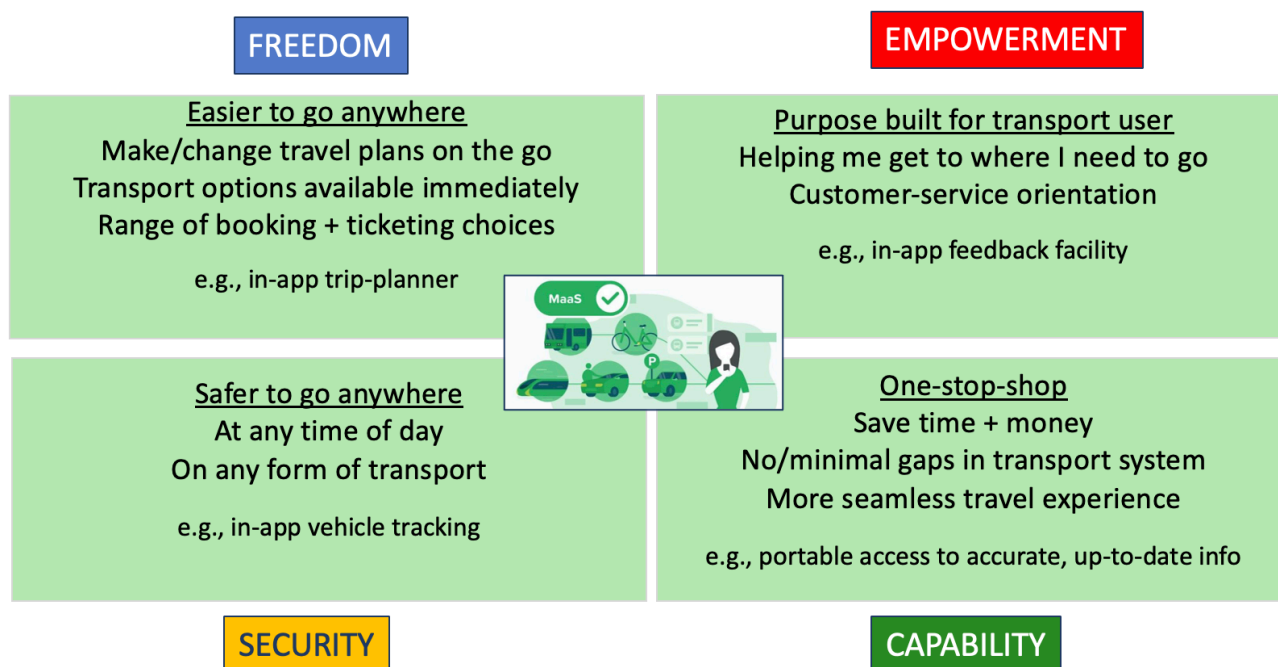 FREEDOM
EMPOWERMENT
Easier to go anywhere
Make/change travel plans on the go
Transport options available immediately
Range of booking + ticketing choices
e.g., in-app trip-planner
Purpose built for transport user
Helping me get to where I need to go
Customer-service orientation
e.g., in-app feedback facility
MaaS
P
Safer to go anywhere
At any time of day
On any form of transport
e.g., in-app vehicle tracking
One-stop-shop
Save time + money
No/minimal gaps in transport system
More seamless travel experience
e.g., portable access to accurate, up-to-date info
SECURITY
CAPABILITY